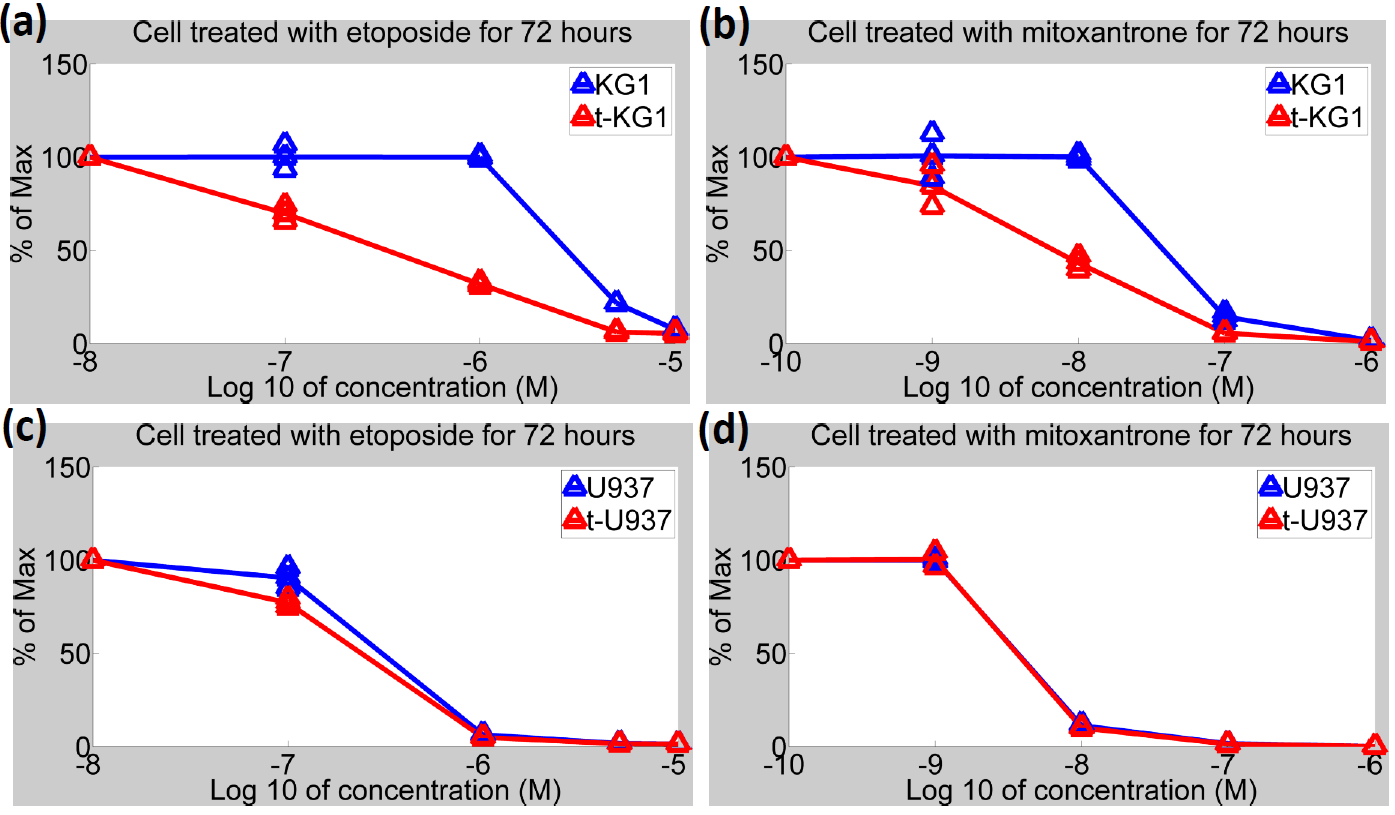 (a)
Cell treated with etoposide for 72 hours
150
100
50
0
% of Max
KG1
t-KG1
-8
-7
-6
-5
Log 10 of concentration (M)
(b)
Cell treated with mitoxantrone for 72 hours
150
100
50
0
% of Max
KG1
t-KG1
-10
-9
-8
-7
-6
Log 10 of concentration (M)
(c)
Cell treated with etoposide for 72 hours
150
100
50
0
% of Max
U937
t-U937
-8
-7
-6
-5
Log 10 of concentration (M)
(d)
Cell treated with mitoxantrone for 72 hours
150
100
50
0
% of Max
U937
t-U937
-10
-9
-8
-7
-6
Log 10 of concentration (M)